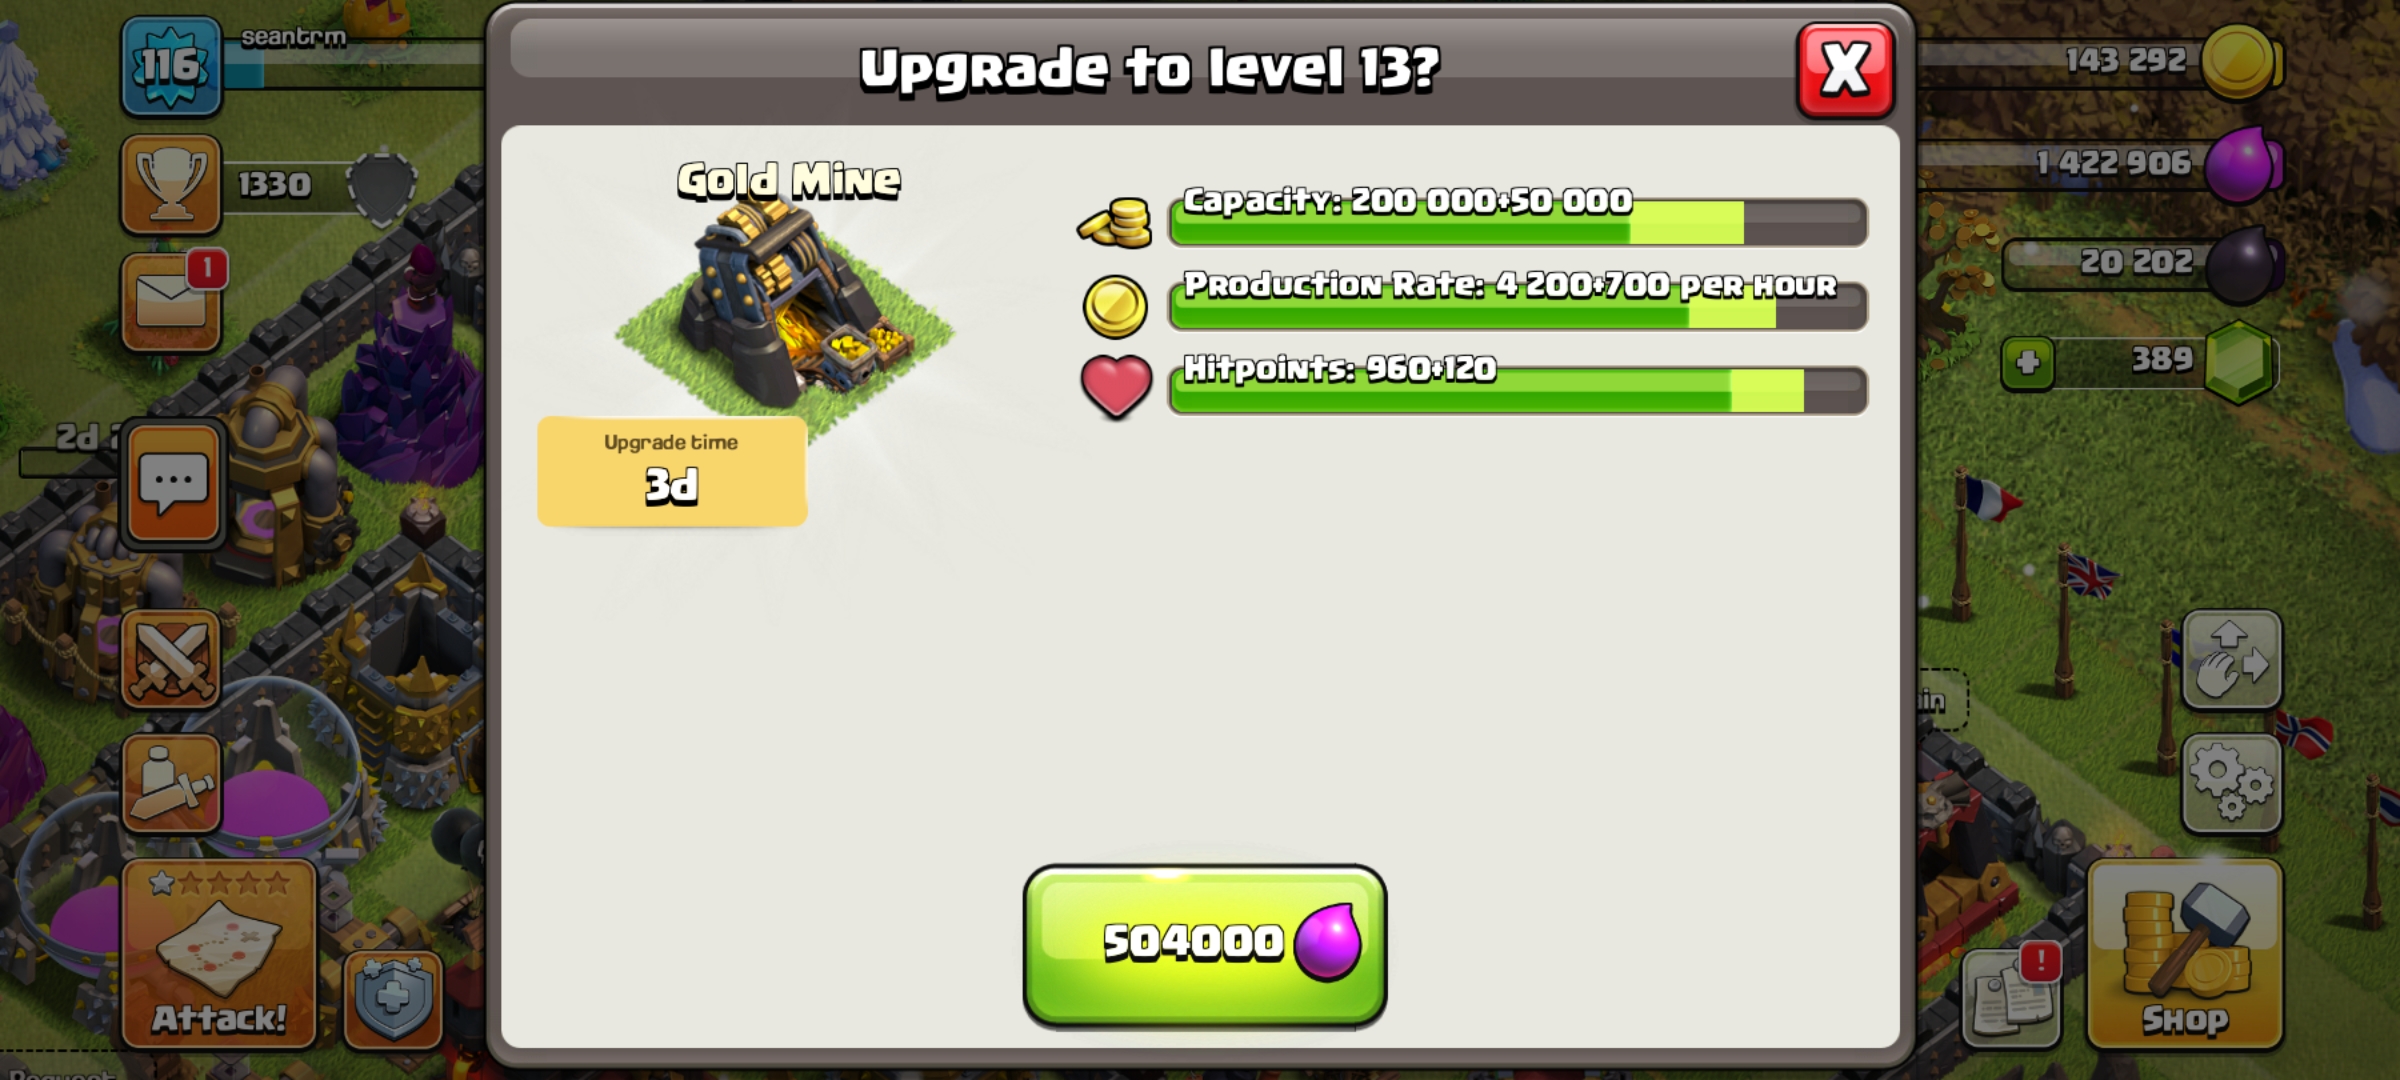 116
seantrm
Upgrade to level 13?
X
143 292
Gold Mine
1330
1 422 906
Capacity: 200 000+50 000
1
20 202
Production Rate: 4 200+700 per hour
389
Hitpoints: 960+120
2d
Upgrade time
3d
504000
!
Attack!
Shop
Request